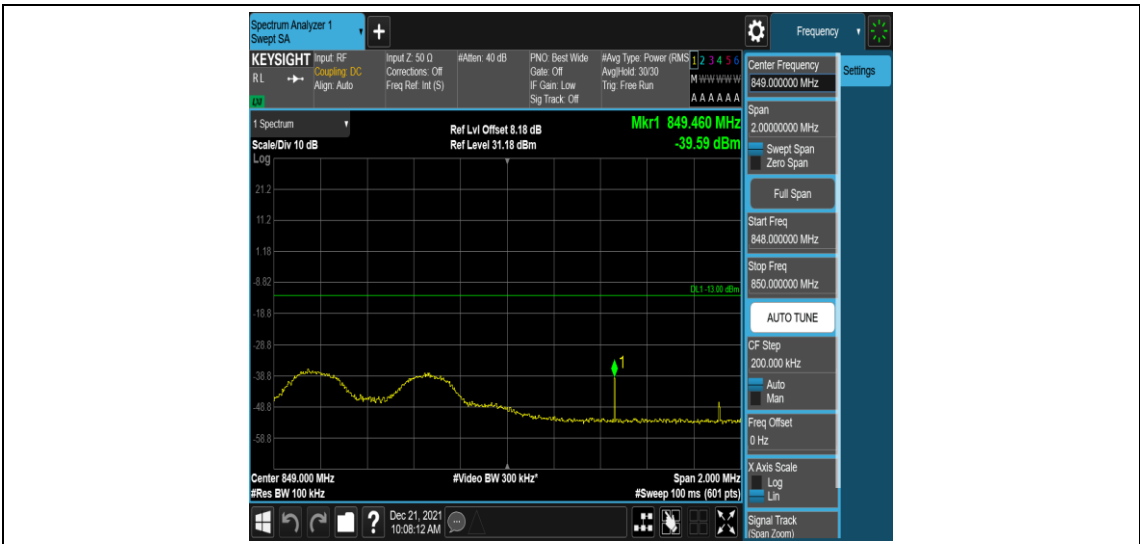 Spectrum Analyzer 1
Swept SA
+
Frequency
KEYSIGHT
RL
LXI
Input: RF
Coupling: DC
Align: Auto
Input Z: 50 Ω
Corrections: Off
Freq Ref: Int (S)
#Atten: 40 dB
PNO: Best Wide
Gate: Off
IF Gain: Low
Sig Track: Off
#Avg Type: Power (RMS
Avg|Hold: 30/30
Trig: Free Run
1 2 3 4 5 6
M W W W W W
A A A A A A
1 Spectrum
Scale/Div 10 dB
Ref Lvl Offset 8.18 dB
Ref Level 31.18 dBm
Mkr1 849.460 MHz
-39.59 dBm
Log
21.2
11.2
1.18
-8.82
-18.8
-28.8
-38.8
-48.8
-58.8
DL1 -13.00 dBm
1
Center 849.000 MHz
#Res BW 100 kHz
#Video BW 300 kHz*
Span 2.000 MHz
#Sweep 100 ms (601 pts)
?
Dec 21, 2021
10:08:12 AM
Center Frequency
849.000000 MHz
Settings
Span
2.00000000 MHz
Swept Span
Zero Span
Full Span
Start Freq
848.000000 MHz
Stop Freq
850.000000 MHz
AUTO TUNE
CF Step
200.000 kHz
Auto
Man
Freq Offset
0 Hz
X Axis Scale
Log
Lin
Signal Track
(Span Zoom)